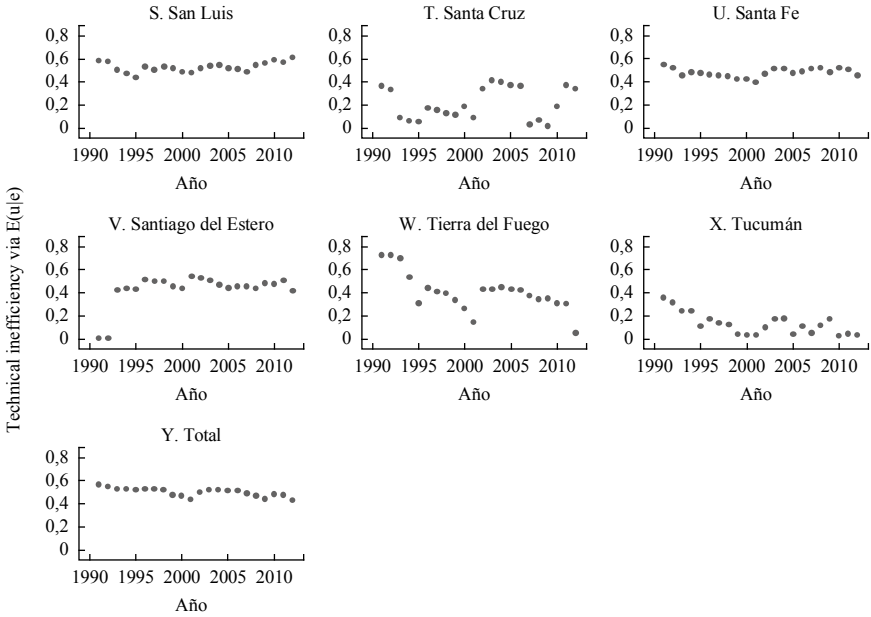 Technical inefficiency via E(u|e)
S. San Luis
0,8
0,6
0,4
0,2
0
1990 1995 2000 2005 2010
Año
T. Santa Cruz
0,8
0,6
0,4
0,2
0
1990 1995 2000 2005 2010
Año
U. Santa Fe
0,8
0,6
0,4
0,2
0
1990 1995 2000 2005 2010
Año
V. Santiago del Estero
0,8
0,6
0,4
0,2
0
1990 1995 2000 2005 2010
Año
W. Tierra del Fuego
0,8
0,6
0,4
0,2
0
1990 1995 2000 2005 2010
Año
X. Tucumán
0,8
0,6
0,4
0,2
0
1990 1995 2000 2005 2010
Año
Y. Total
0,8
0,6
0,4
0,2
0
1990 1995 2000 2005 2010
Año